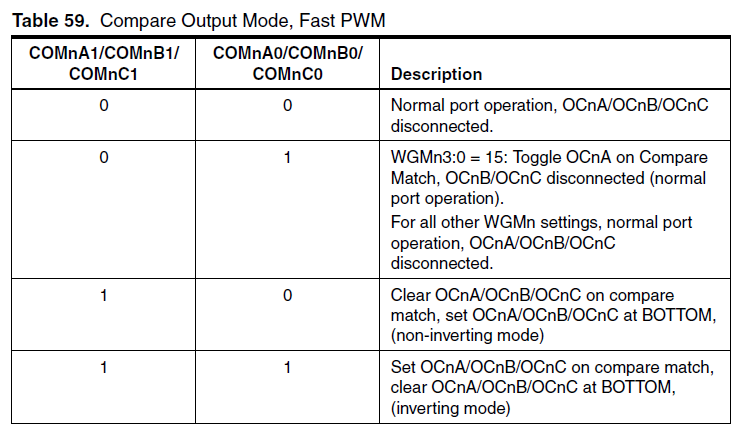 Table 59. Compare Output Mode, Fast PWM
COMnA1/COMnB1/
COMnC1
COMnA0/COMnB0/
COMnC0
Description
0
0
Normal port operation, OCnA/OCnB/OCnC
disconnected.
0
1
WGMn3:0 = 15: Toggle OCnA on Compare
Match, OCnB/OCnC disconnected (normal
port operation).
For all other WGMn settings, normal port
operation, OCnA/OCnB/OCnC
disconnected.
1
0
Clear OCnA/OCnB/OCnC on compare
match, set OCnA/OCnB/OCnC at BOTTOM,
(non-inverting mode)
1
1
Set OCnA/OCnB/OCnC on compare match,
clear OCnA/OCnB/OCnC at BOTTOM,
(inverting mode)